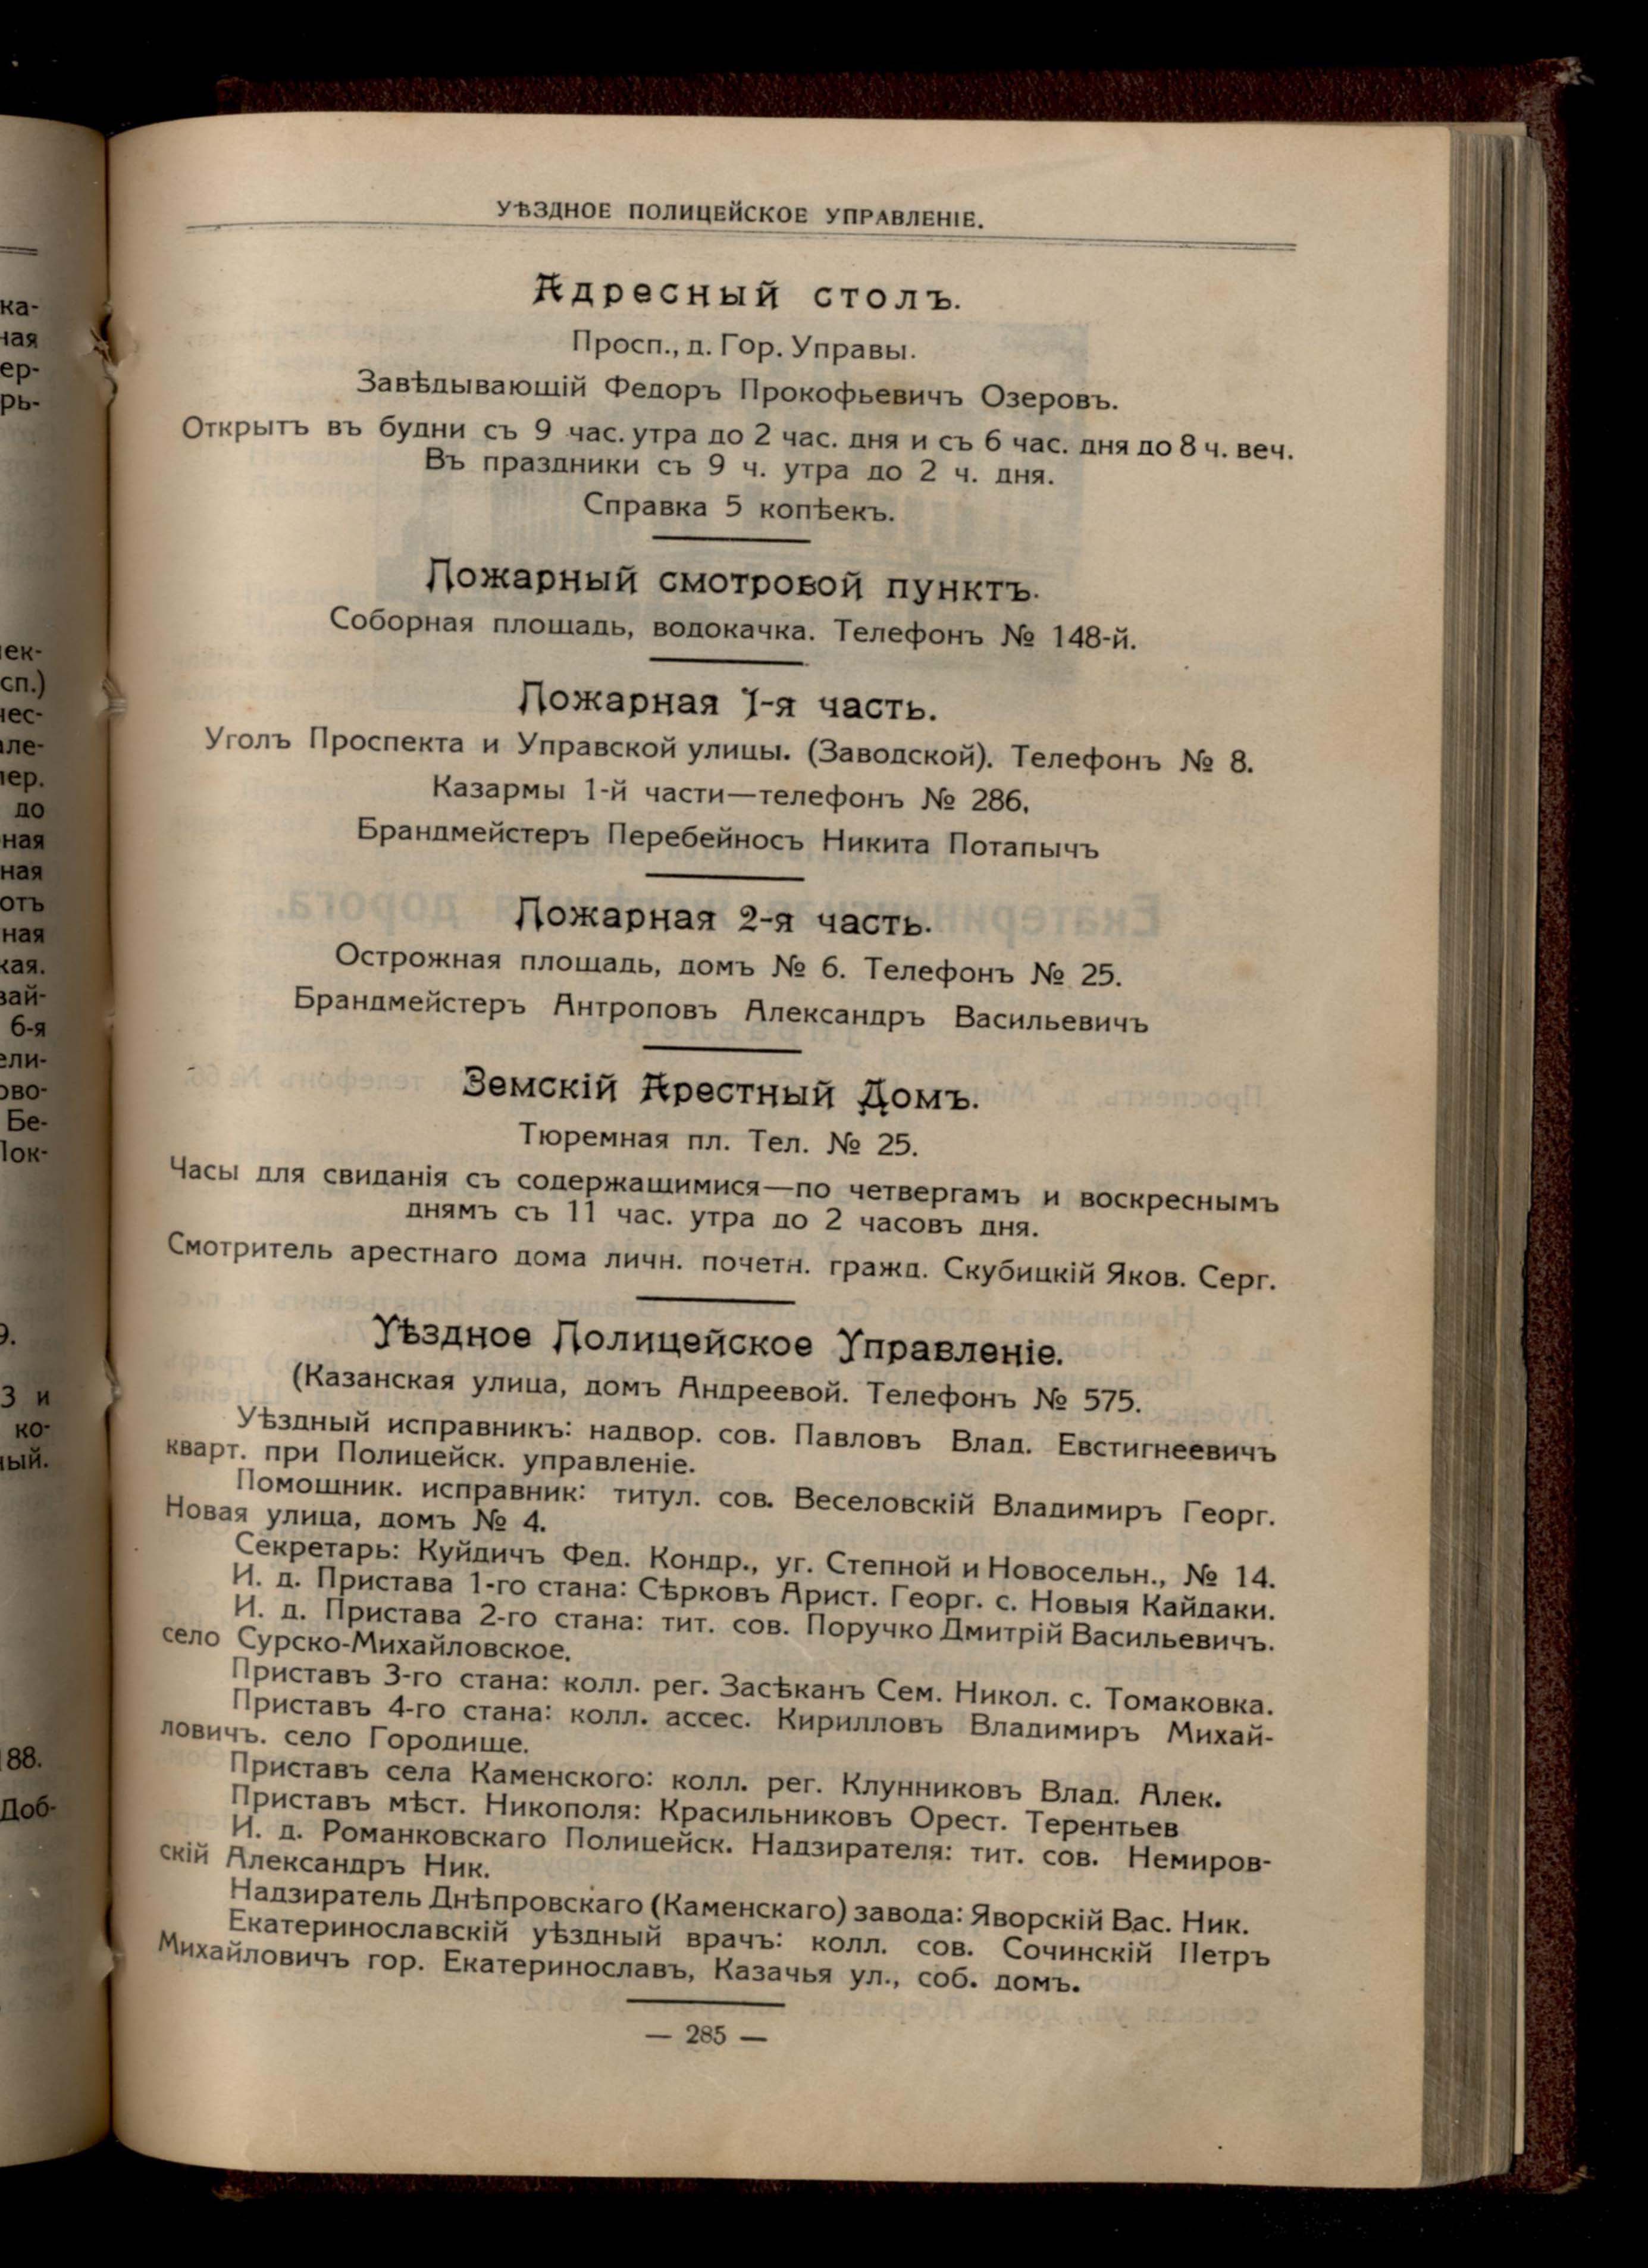 УѢЗДНОЕ ПОЛИЦЕЙСКОЕ УПРАВЛЕНІЕ.
Адресный столъ.
Просп., д. Гор. Управы.
Завѣдывающій Федоръ Прокофьевичъ Озеровъ.
Открытъ въ будни съ 9 час. утра до 2 час. дня и съ 6 час. дня до 8 ч. веч.
Въ праздники съ 9 ч. утра до 2 ч. дня.
Справка 5 копѣекъ.
Пожарный смотровой пунктъ.
Соборная площадь, водокачка. Телефонъ № 148-й.
Пожарная 1-я часть.
Уголъ Проспекта и Управской улицы. (Заводской). Телефонъ № 8.
Казармы 1-й части—телефонъ № 286,
Брандмейстеръ Перебейносъ Никита Потапычъ
Пожарная 2-я часть.
Острожная площадь, домъ № 6. Телефонъ № 25.
Брандмейстеръ Антроповъ Александръ Васильевичъ
Земскій Арестный Домъ.
Тюремная пл. Тел. № 25.
Часы для свиданія съ содержащимися—по четвергамъ и воскреснымъ
днямъ съ 11 час. утра до 2 часовъ дня.
Смотритель арестнаго дома личн. почетн. гражд. Скубицкій Яков. Серг.
Уѣздное Полицейское Управленіе.
(Казанская улица, домъ Андреевой. Телефонъ № 575.
Уѣздный исправникъ: надвор. сов. Павловъ Влад. Евстигнеевичъ
кварт. при Полицейск. управленіе.
Помощник. исправник: титул. сов. Веселовскій Владимиръ Георг.
Новая улица, домъ № 4.
Секретарь: Куйдичъ Фед. Кондр., уг. Степной и Новосельн., № 14.
И. д. Пристава 1-го стана: Сѣрковъ Арист. Георг. с. Новыя Кайдаки.
И. д. Пристава 2-го стана: тит. сов. Поручко Дмитрій Васильевичъ.
село Сурско-Михайловское.
Приставъ 3-го стана: колл. рег. Засѣканъ Сем. Никол. с. Томаковка.
Приставъ 4-го стана: колл. ассес. Кирилловъ Владимиръ Михай-
ловичъ. село Городище.
Приставъ села Каменского: колл. рег. Клунниковъ Влад. Алек.
Приставъ мѣст. Никополя: Красильниковъ Орест. Терентьев
И. д. Романковскаго Полицейск. Надзирателя: тит. сов. Немиров-
скій Александръ Ник.
Надзиратель Днѣпровскаго (Каменскаго) завода: Яворскій Вас. Ник.
Екатеринославскій уѣздный врачъ: колл. сов. Сочинскій Петръ
Михайловичъ гор. Екатеринославъ, Казачья ул., соб. домъ.
— 285 —